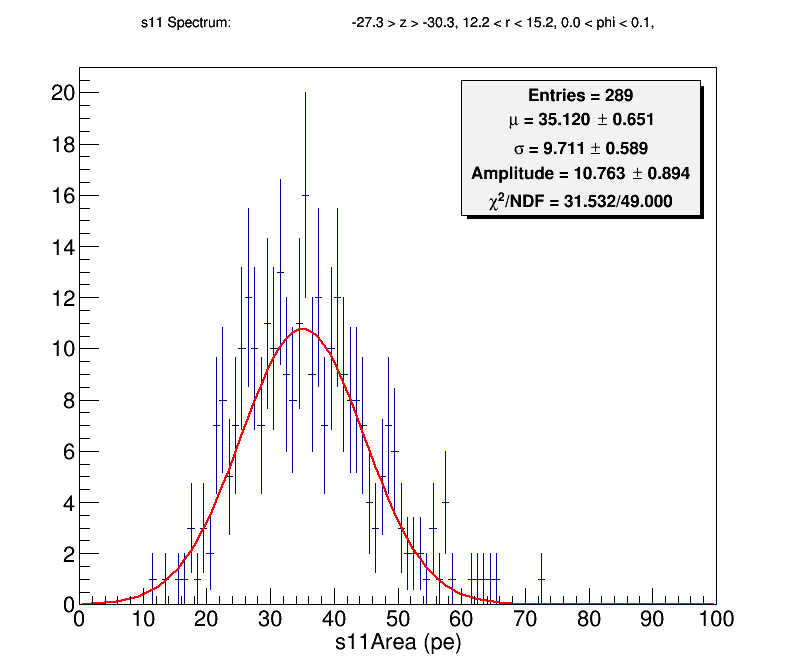 s11 Spectrum: -27.3 > z > -30.3, 12.2 < r < 15.2, 0.0 < phi < 0.1,
Entries = 289
μ = 35.120 ± 0.651
σ = 9.711 ± 0.589
Amplitude = 10.763 ± 0.894
χ²/NDF = 31.532/49.000
20
18
16
14
12
10
8
6
4
2
0
0 10 20 30 40 50 60 70 80 90 100
s11Area (pe)